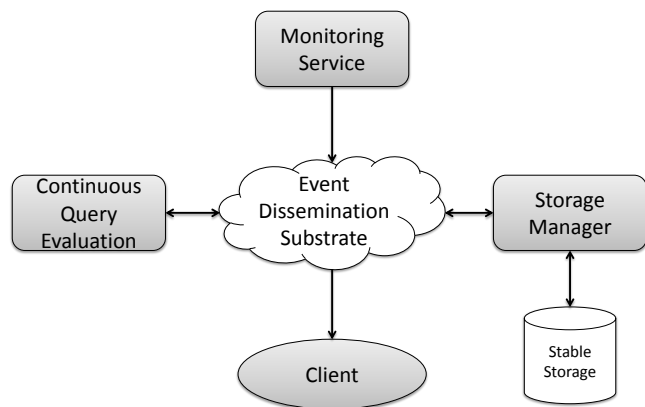 Monitoring
Service
Continuous
Query
Evaluation
Event
Dissemination
Substrate
Storage
Manager
Client
Stable
Storage